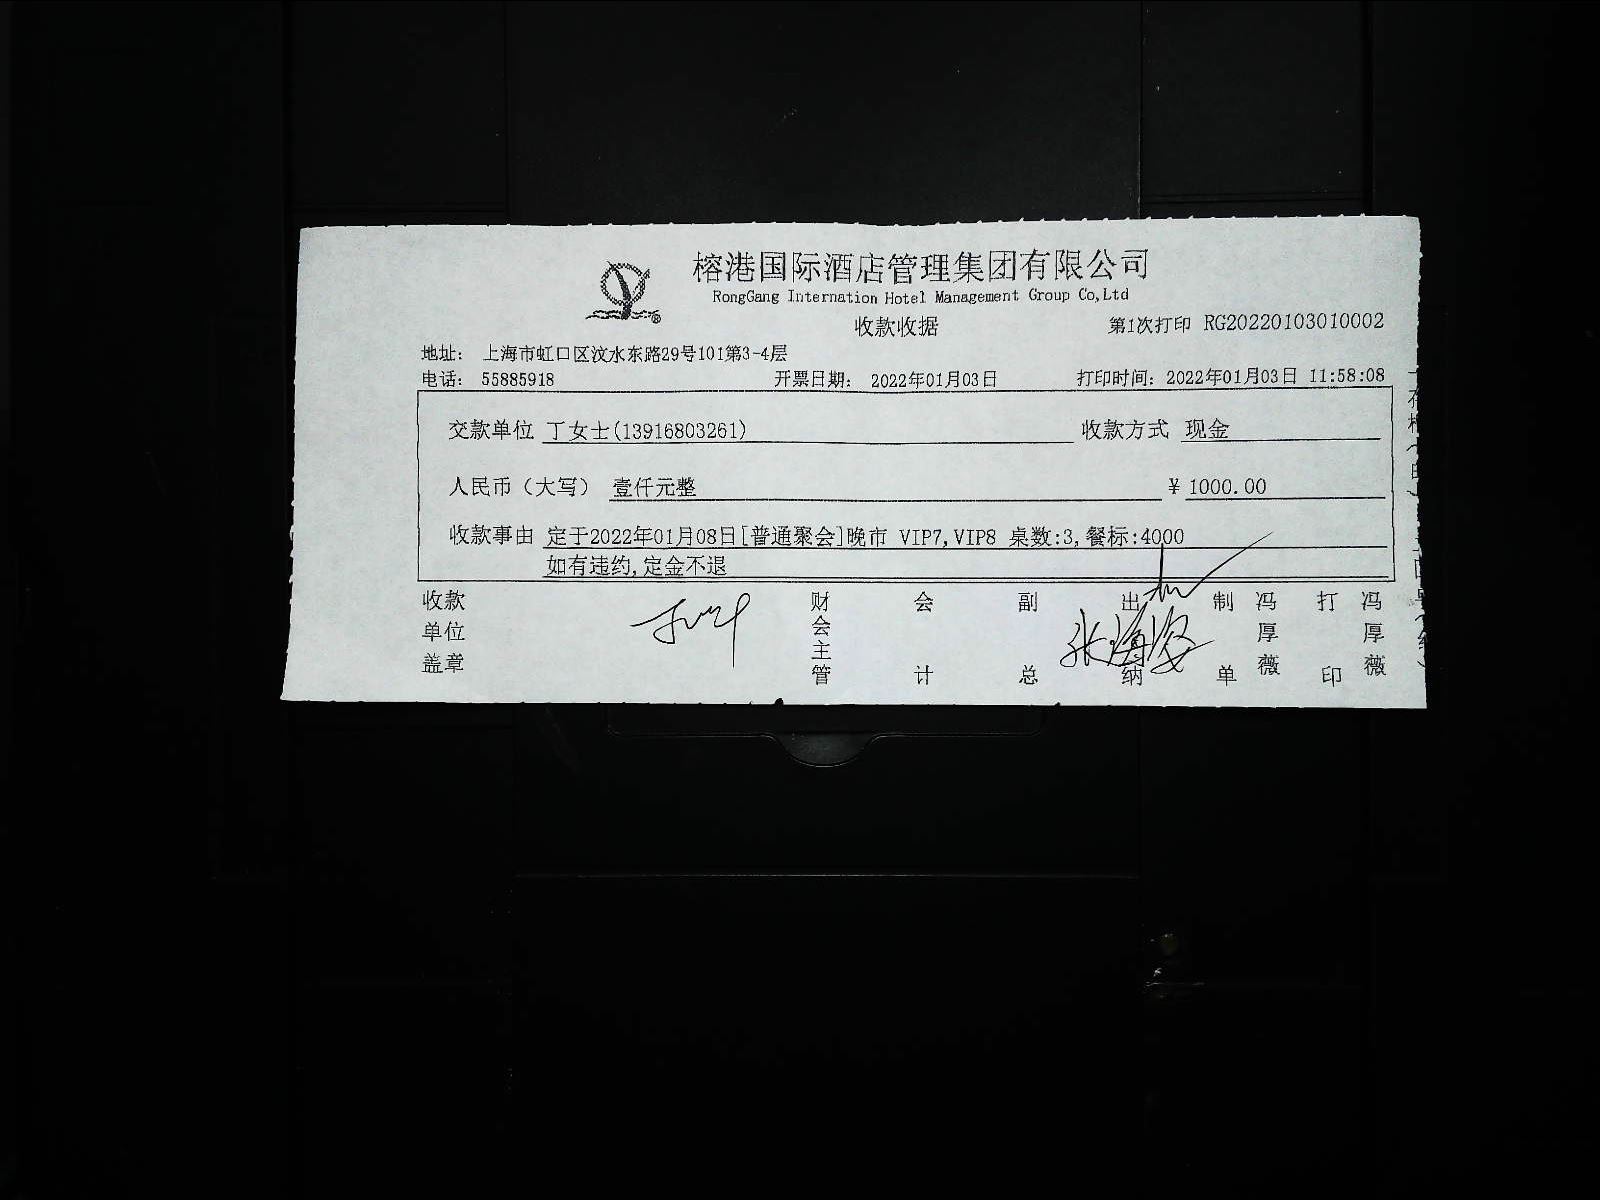 榕港国际酒店管理集团有限公司
RongGang Internation Hotel Management Group Co,Ltd
收款收据 第1次打印 RG20220103010002
地址： 上海市虹口区汶水东路29号101第3-4层
电话： 55885918 开票日期： 2022年01月03日 打印时间：2022年01月03日 11:58:08
交款单位 丁女士(13916803261) 收款方式 现金
人民币（大写） 壹仟元整 ¥ 1000.00
收款事由 定于2022年01月08日[普通聚会]晚市 VIP7,VIP8 桌数:3,餐标:4000
如有违约,定金不退
收款单位盖章 财会主管 会计 副总 出纳 制单 冯厚薇 打印 冯厚薇